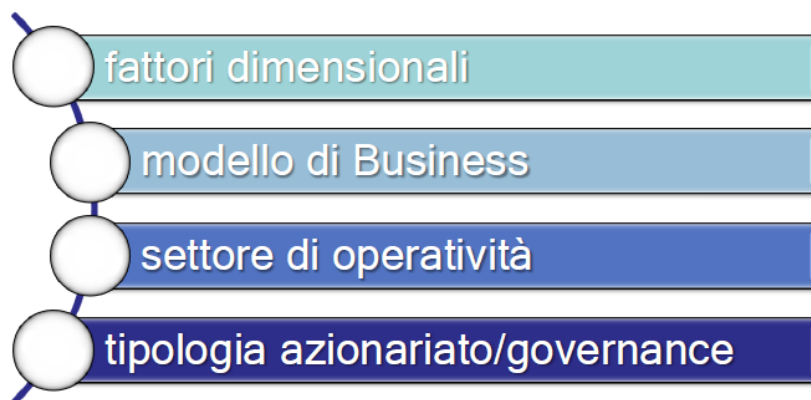 fattori dimensionali
modello di Business
settore di operatività
tipologia azionariato/governance